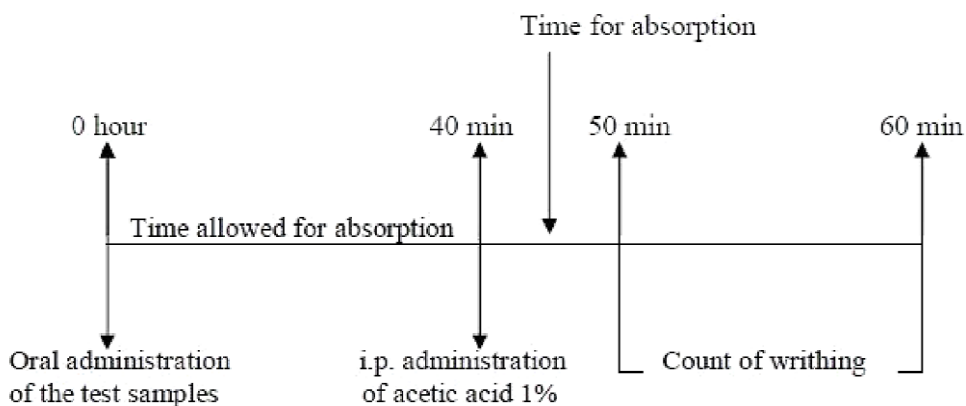 Time for absorption
0 hour
40 min
50 min
60 min
Time allowed for absorption
Oral administration
of the test samples
i.p. administration
of acetic acid 1%
Count of writhing